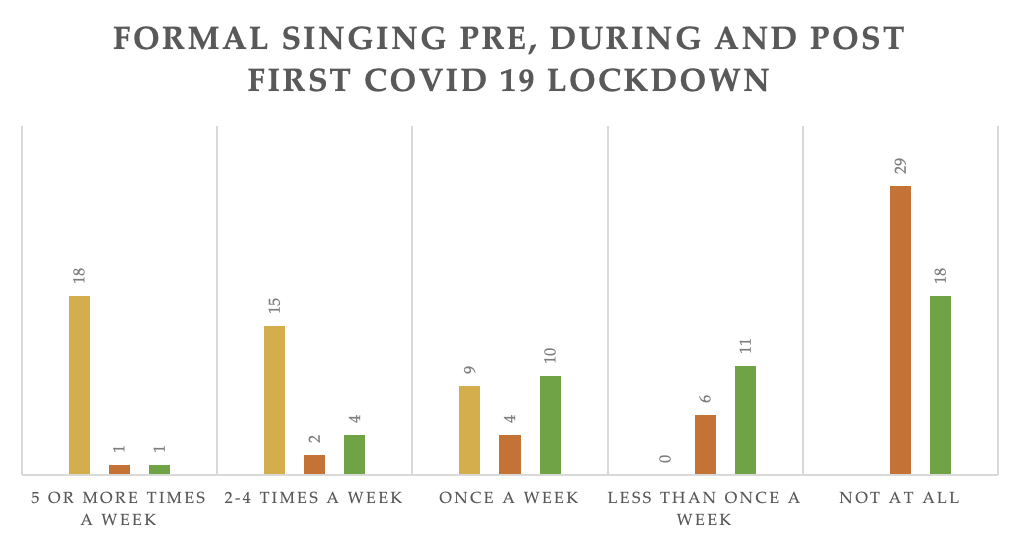 FORMAL SINGING PRE, DURING AND POST
FIRST COVID 19 LOCKDOWN
18
1
1
15
2
4
9
4
10
0
6
11
29
18
5 OR MORE TIMES
A WEEK
2-4 TIMES A WEEK
ONCE A WEEK
LESS THAN ONCE A
WEEK
NOT AT ALL